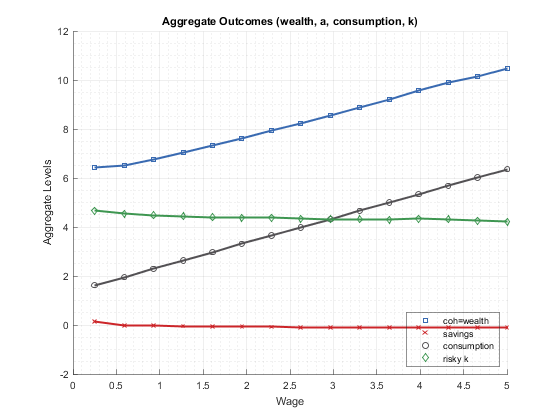 Aggregate Outcomes (wealth, a, consumption, k)
12
10
8
6
4
2
0
-2
Aggregate Levels
0 0.5 1 1.5 2 2.5 3 3.5 4 4.5 5
Wage
coh=wealth
savings
consumption
risky k